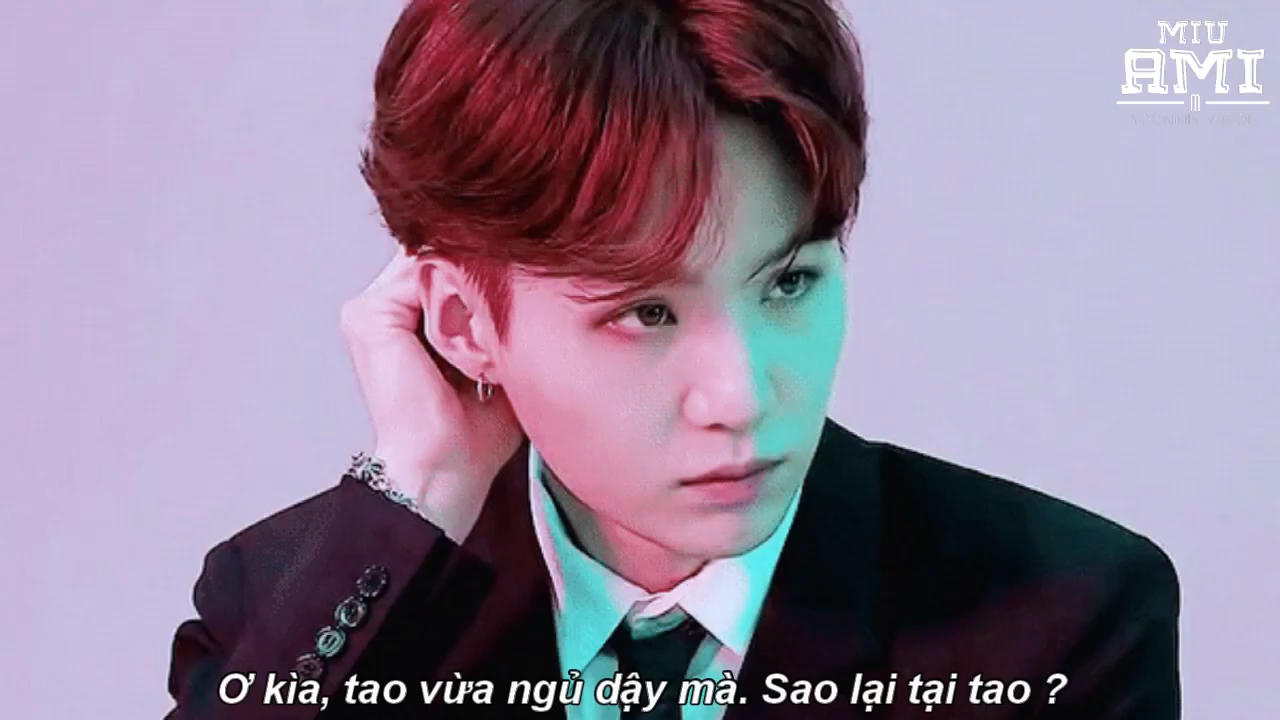 MIU
AMI
Ơ kìa, tao vừa ngủ dậy mà. Sao lại tại tao ?